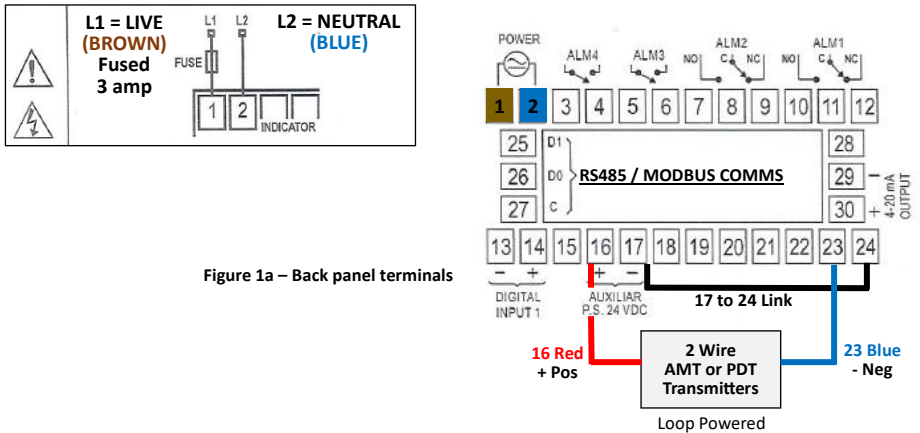 L1 = LIVE
(BROWN)
Fused
3 amp
L1 L2
FUSE
1 2
INDICATOR
L2 = NEUTRAL
(BLUE)
POWER
ALM4
ALM3
ALM2
NO C NC
ALM1
NO C NC
1 2 3 4 5 6 7 8 9 10 11 12
25 D1
26 D0
27 C
RS485 / MODBUS COMMS
28
29 −
30 +
4-20 mA
OUTPUT
13 14 15 16 17 18 19 20 21 22 23 24
− +
DIGITAL
INPUT 1
+ −
AUXILIAR
P.S. 24 VDC
17 to 24 Link
Figure 1a – Back panel terminals
16 Red
+ Pos
2 Wire
AMT or PDT
Transmitters
23 Blue
- Neg
Loop Powered